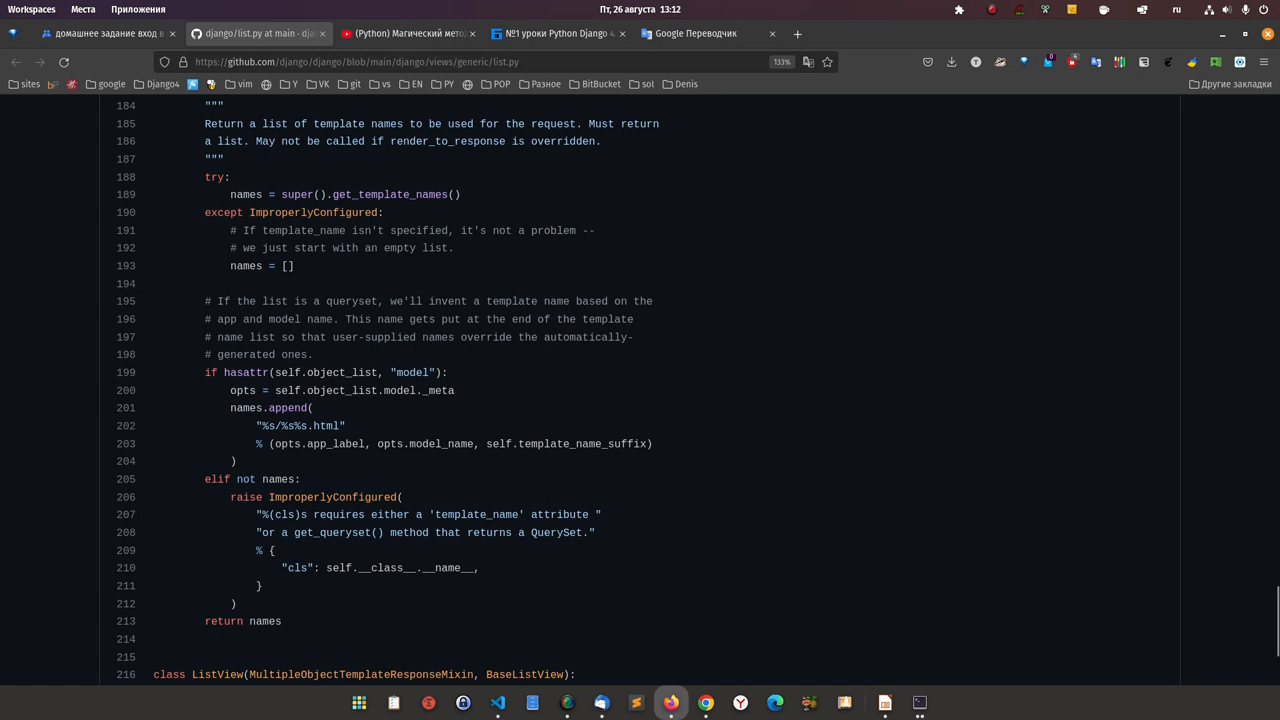 Workspaces Места Приложения Пт, 26 августа 13:12 ru
домашнее задание вход в django/list.py at main · dja (Python) Магический метод №1 уроки Python Django 4. Google Переводчик
https://github.com/django/django/blob/main/django/views/generic/list.py 133%
sites google Django4 vim Y VK git vs EN PY POP Разное BitBucket sol Denis Другие закладки
184 """
185 Return a list of template names to be used for the request. Must return
186 a list. May not be called if render_to_response is overridden.
187 """
188 try:
189 names = super().get_template_names()
190 except ImproperlyConfigured:
191 # If template_name isn't specified, it's not a problem --
192 # we just start with an empty list.
193 names = []
194
195 # If the list is a queryset, we'll invent a template name based on the
196 # app and model name. This name gets put at the end of the template
197 # name list so that user-supplied names override the automatically-
198 # generated ones.
199 if hasattr(self.object_list, "model"):
200 opts = self.object_list.model._meta
201 names.append(
202 "%s/%s%s.html"
203 % (opts.app_label, opts.model_name, self.template_name_suffix)
204 )
205 elif not names:
206 raise ImproperlyConfigured(
207 "%(cls)s requires either a 'template_name' attribute "
208 "or a get_queryset() method that returns a QuerySet."
209 % {
210 "cls": self.__class__.__name__,
211 }
212 )
213 return names
214
215
216 class ListView(MultipleObjectTemplateResponseMixin, BaseListView):